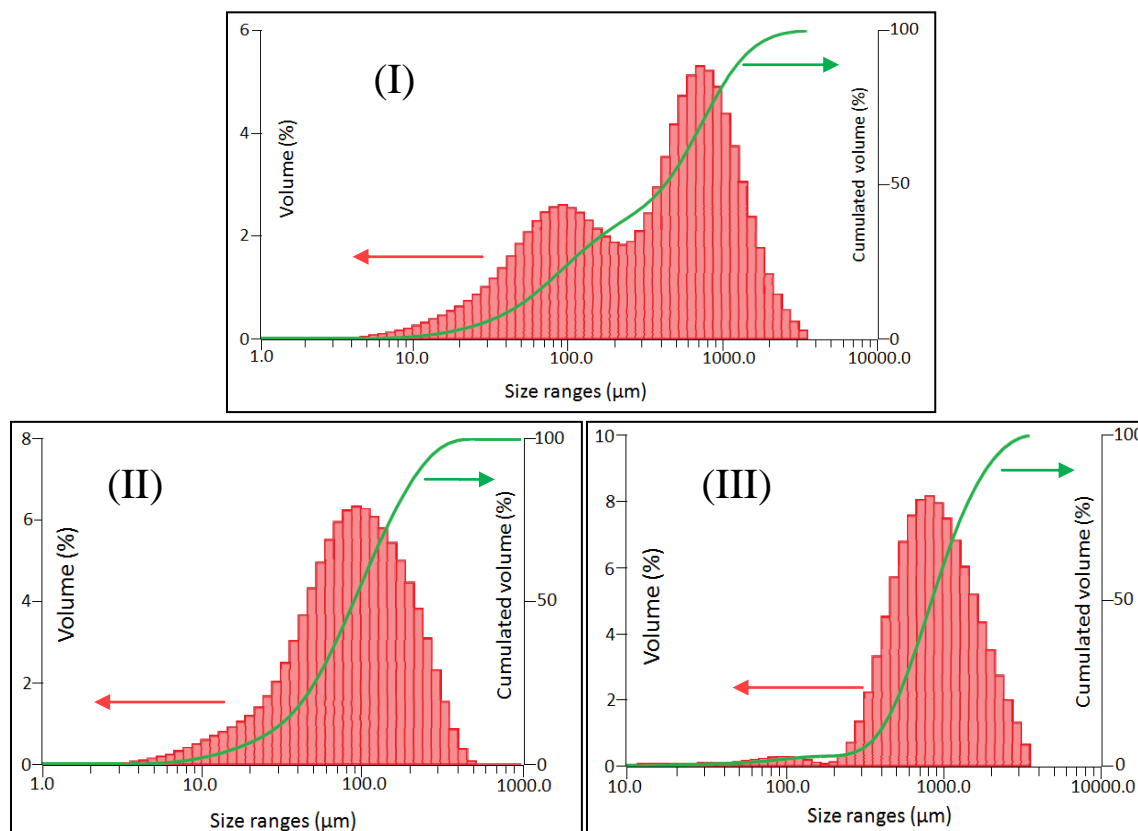 (I)
6
4
2
0
Volume (%)
100
50
0
Cumulated volume (%)
1.0 10.0 100.0 1000.0 10000.0
Size ranges (µm)
(II)
8
6
4
2
0
Volume (%)
100
50
0
Cumulated volume (%)
1.0 10.0 100.0 1000.0
Size ranges (µm)
(III)
10
8
6
4
2
0
Volume (%)
100
50
0
Cumulated volume (%)
10.0 100.0 1000.0 10000.0
Size ranges (µm)